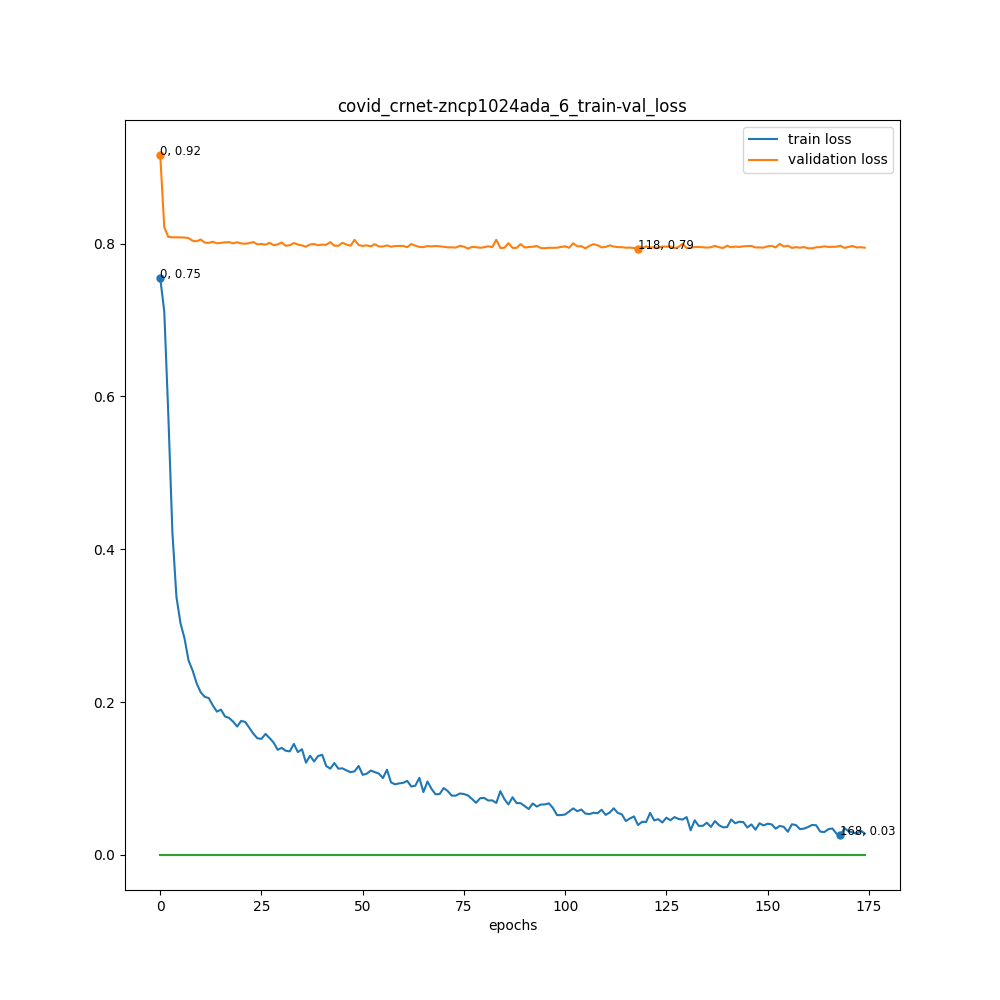 covid_crnet-zncp1024ada_6_train-val_loss
train loss
validation loss
0, 0.92
0, 0.75
118, 0.79
168, 0.03
0.8
0.6
0.4
0.2
0.0
0 25 50 75 100 125 150 175
epochs